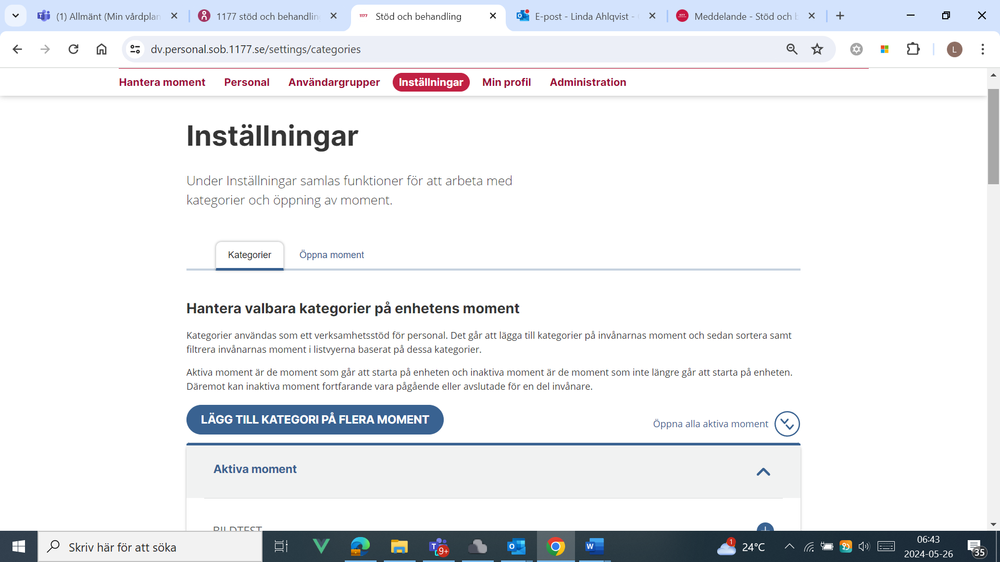 (1) Allmänt (Min vårdplan
1177 stöd och behandlin
Stöd och behandling
E-post - Linda Ahlqvist -
Meddelande - Stöd och b
dv.personal.sob.1177.se/settings/categories
L
Hantera moment
Personal
Användargrupper
Inställningar
Min profil
Administration
Inställningar
Under Inställningar samlas funktioner för att arbeta med
kategorier och öppning av moment.
Kategorier
Öppna moment
Hantera valbara kategorier på enhetens moment
Kategorier användas som ett verksamhetsstöd för personal. Det går att lägga till kategorier på invånarnas moment och sedan sortera samt
filtrera invånarnas moment i listvyerna baserat på dessa kategorier.
Aktiva moment är de moment som går att starta på enheten och inaktiva moment är de moment som inte längre går att starta på enheten.
Däremot kan inaktiva moment fortfarande vara pågående eller avslutade för en del invånare.
LÄGG TILL KATEGORI PÅ FLERA MOMENT
Öppna alla aktiva moment
Aktiva moment
BILDTEST
Skriv här för att söka
9+
1
24°C
06:43
2024-05-26
35